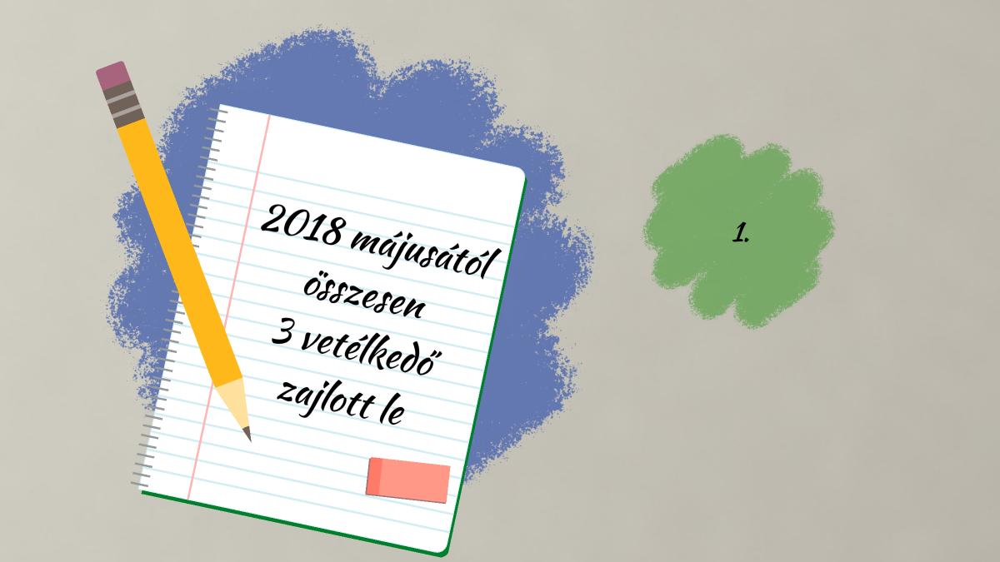 2018 májusától
összesen
3 vetélkedő
zajlott le
1.